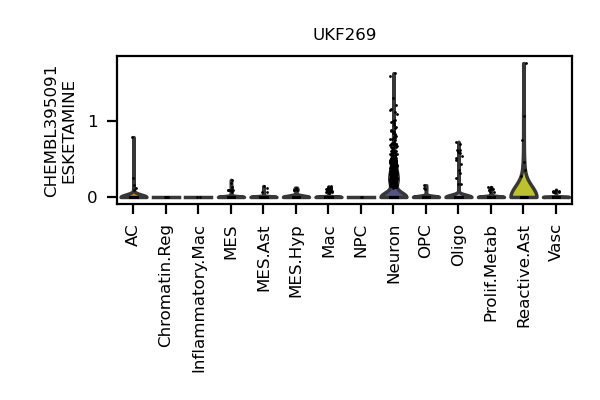 UKF269
CHEMBL395091
ESKETAMINE
1
0
AC
Chromatin.Reg
Inflammatory.Mac
MES
MES.Ast
MES.Hyp
Mac
NPC
Neuron
OPC
Oligo
Prolif.Metab
Reactive.Ast
Vasc